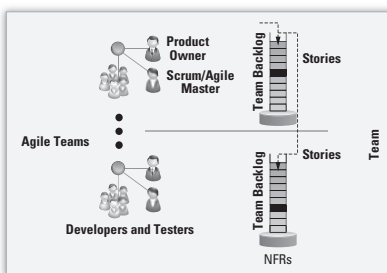 Product
Owner
Scrum/Agile
Master
Team Backlog
Stories
Agile Teams
Team
Stories
Team Backlog
Developers and Testers
NFRs